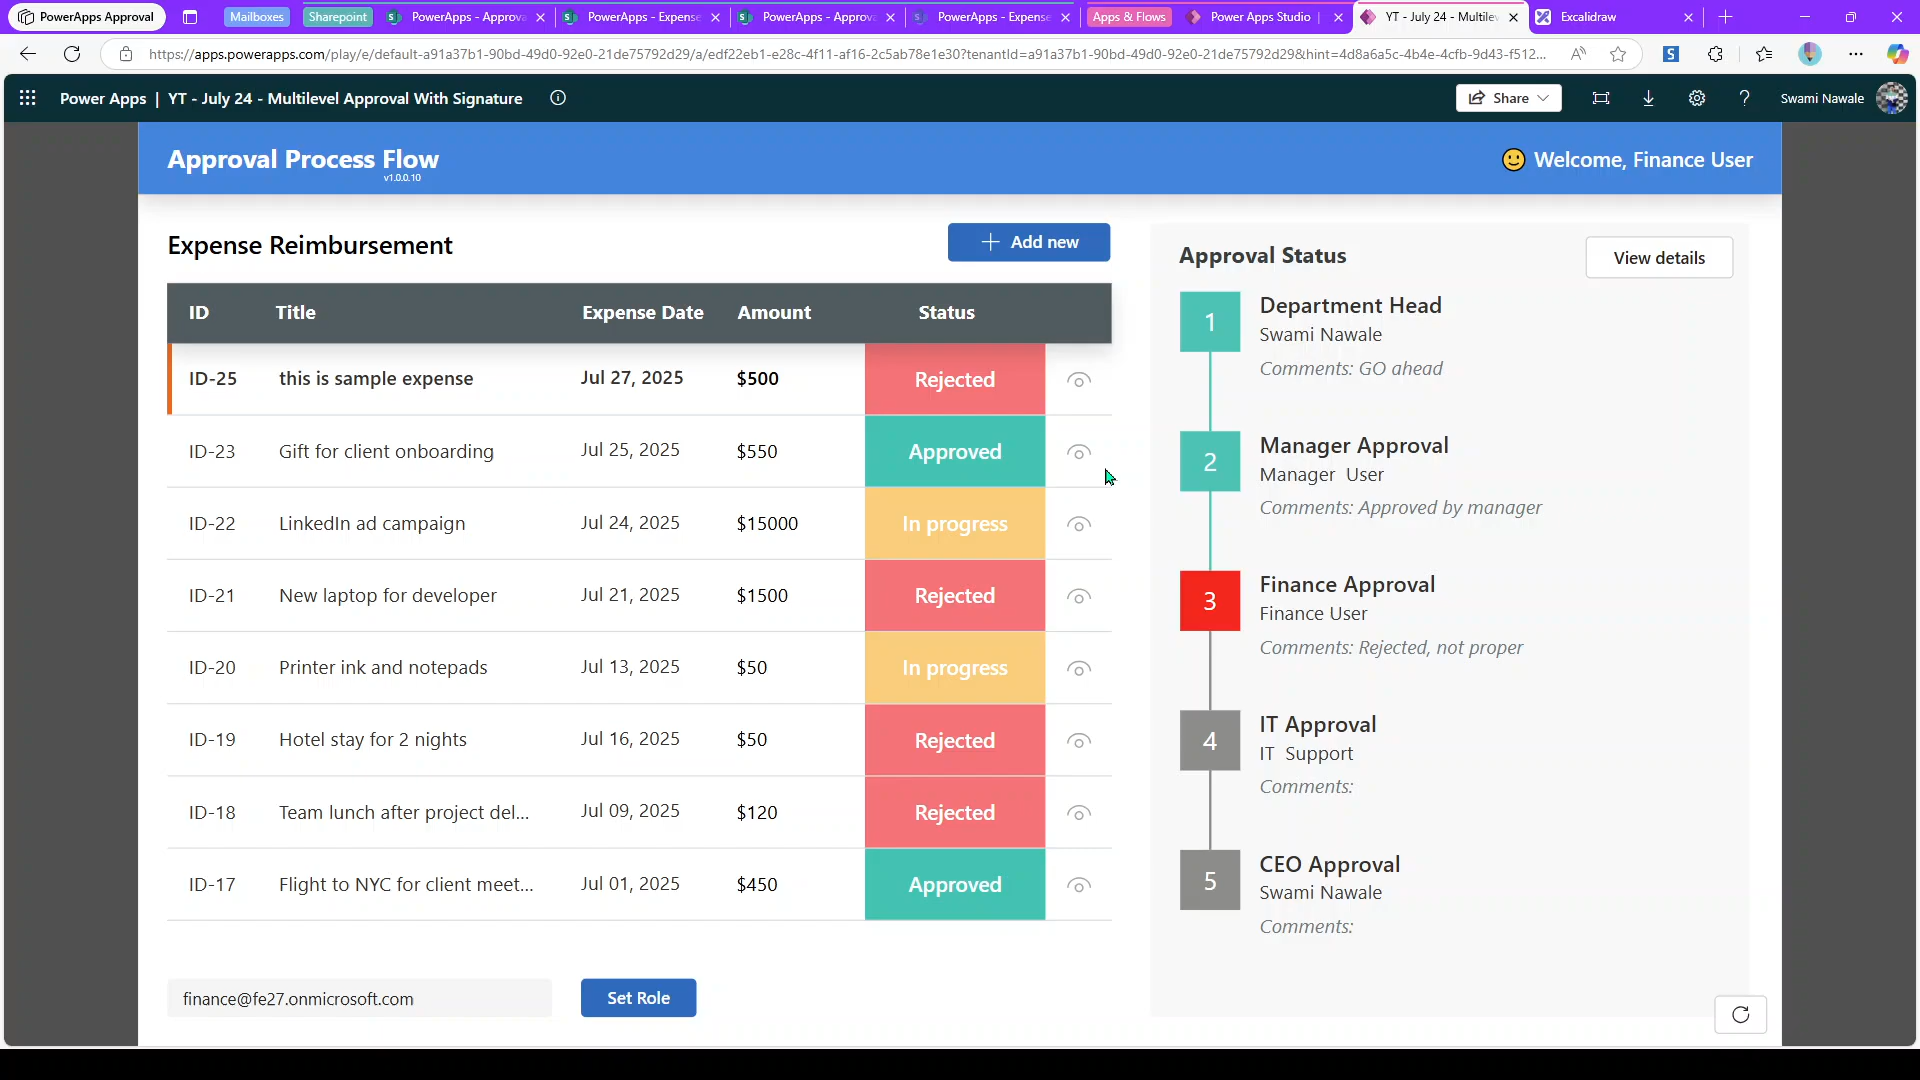 PowerApps Approval
Mailboxes
Sharepoint
PowerApps - Approva
PowerApps - Expense
PowerApps - Approva
PowerApps - Expense
Apps & Flows
Power Apps Studio
YT - July 24 - Multilev
Excalidraw
https://apps.powerapps.com/play/e/default-a91a37b1-90bd-49d0-92e0-21de75792d29/a/edf22eb1-e28c-4f11-af16-2c5ab78e1e30?tenantId=a91a37b1-90bd-49d0-92e0-21de75792d29&hint=4d8a6a5c-4b4e-4cfb-9d43-f512...
Power Apps | YT - July 24 - Multilevel Approval With Signature
Share
Swami Nawale
Approval Process Flow
v1.0.0.10
Welcome, Finance User
Expense Reimbursement
Add new
ID Title Expense Date Amount Status
ID-25 this is sample expense Jul 27, 2025 $500 Rejected
ID-23 Gift for client onboarding Jul 25, 2025 $550 Approved
ID-22 LinkedIn ad campaign Jul 24, 2025 $15000 In progress
ID-21 New laptop for developer Jul 21, 2025 $1500 Rejected
ID-20 Printer ink and notepads Jul 13, 2025 $50 In progress
ID-19 Hotel stay for 2 nights Jul 16, 2025 $50 Rejected
ID-18 Team lunch after project del... Jul 09, 2025 $120 Rejected
ID-17 Flight to NYC for client meet... Jul 01, 2025 $450 Approved
finance@fe27.onmicrosoft.com
Set Role
Approval Status
View details
1
Department Head
Swami Nawale
Comments: GO ahead
2
Manager Approval
Manager User
Comments: Approved by manager
3
Finance Approval
Finance User
Comments: Rejected, not proper
4
IT Approval
IT Support
Comments:
5
CEO Approval
Swami Nawale
Comments: